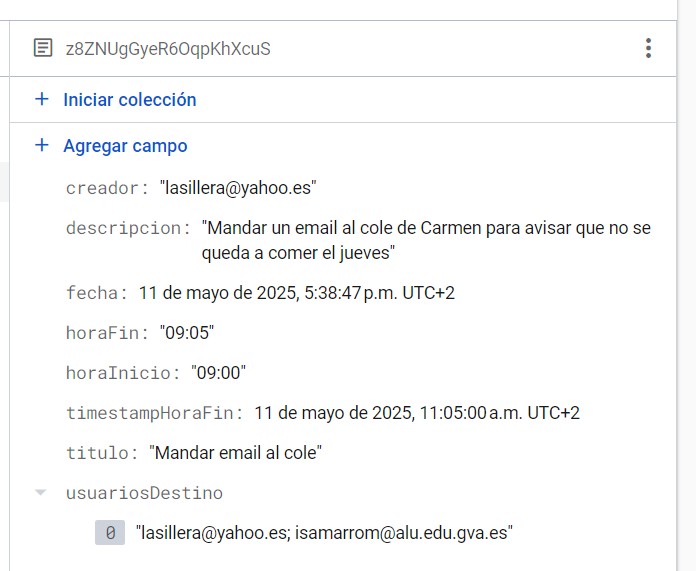 z8ZNUgGyeR6OqpKhXcuS
+ Iniciar colección
+ Agregar campo
creador: "lasillera@yahoo.es"
descripcion: "Mandar un email al cole de Carmen para avisar que no se
queda a comer el jueves"
fecha: 11 de mayo de 2025, 5:38:47 p.m. UTC+2
horaFin: "09:05"
horaInicio: "09:00"
timestampHoraFin: 11 de mayo de 2025, 11:05:00 a.m. UTC+2
titulo: "Mandar email al cole"
usuariosDestino
0 "lasillera@yahoo.es; isamarrom@alu.edu.gva.es"